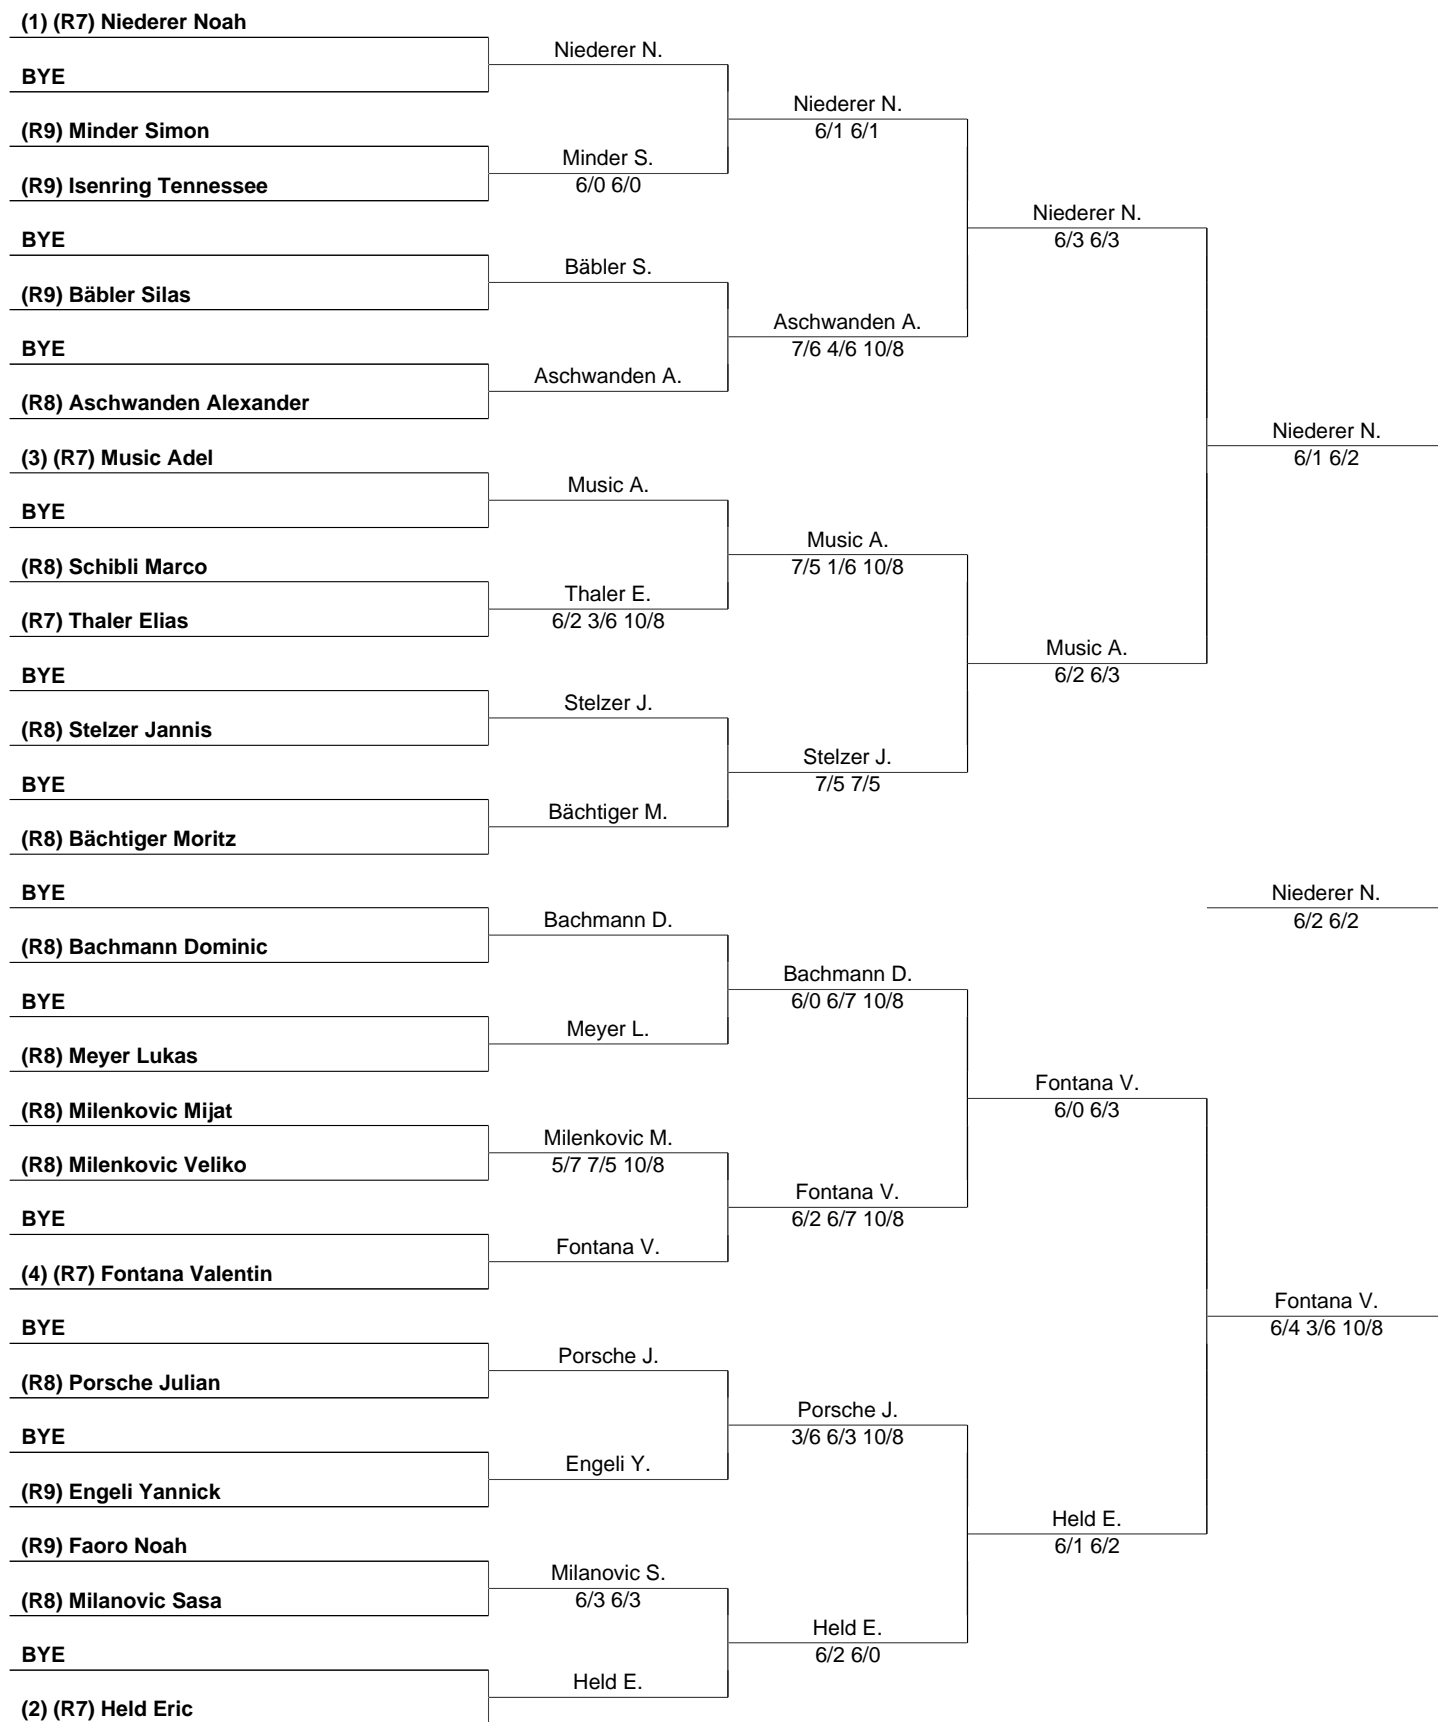 (1) (R7) Niederer Noah
Niederer N.
BYE
Niederer N.
6/1 6/1
(R9) Minder Simon
Minder S.
6/0 6/0
(R9) Isenring Tennessee
Niederer N.
6/3 6/3
BYE
Bäbler S.
(R9) Bäbler Silas
Aschwanden A.
7/6 4/6 10/8
BYE
Aschwanden A.
(R8) Aschwanden Alexander
Niederer N.
6/1 6/2
(3) (R7) Music Adel
Music A.
BYE
Music A.
7/5 1/6 10/8
(R8) Schibli Marco
Thaler E.
6/2 3/6 10/8
(R7) Thaler Elias
Music A.
6/2 6/3
BYE
Stelzer J.
(R8) Stelzer Jannis
Stelzer J.
7/5 7/5
BYE
Bächtiger M.
(R8) Bächtiger Moritz
BYE
Niederer N.
6/2 6/2
Bachmann D.
(R8) Bachmann Dominic
Bachmann D.
6/0 6/7 10/8
BYE
Meyer L.
(R8) Meyer Lukas
Fontana V.
6/0 6/3
(R8) Milenkovic Mijat
Milenkovic M.
5/7 7/5 10/8
(R8) Milenkovic Veliko
Fontana V.
6/2 6/7 10/8
BYE
Fontana V.
(4) (R7) Fontana Valentin
Fontana V.
6/4 3/6 10/8
BYE
Porsche J.
(R8) Porsche Julian
Porsche J.
3/6 6/3 10/8
BYE
Engeli Y.
(R9) Engeli Yannick
Held E.
6/1 6/2
(R9) Faoro Noah
Milanovic S.
6/3 6/3
(R8) Milanovic Sasa
Held E.
6/2 6/0
BYE
Held E.
(2) (R7) Held Eric